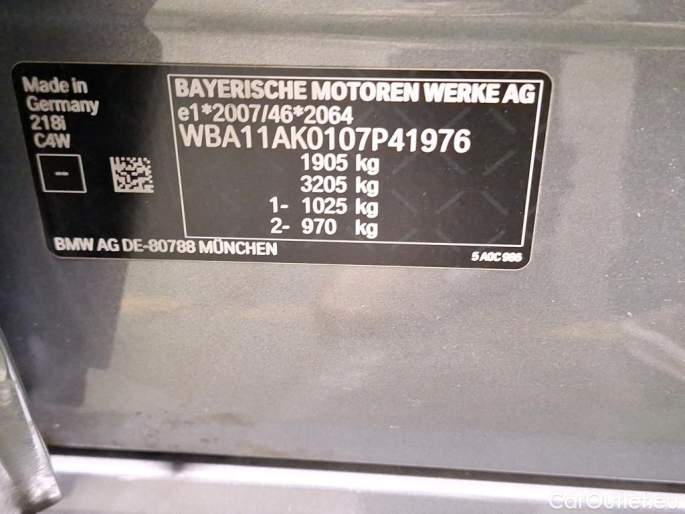 Made in
Germany
218i
C4W
--
BAYERISCHE MOTOREN WERKE AG
e1*2007/46*2064
WBA11AK0107P41976
1905 kg
3205 kg
1- 1025 kg
2- 970 kg
BMW AG DE-80788 MÜNCHEN
5 A0C 986
CarOutlet.eu